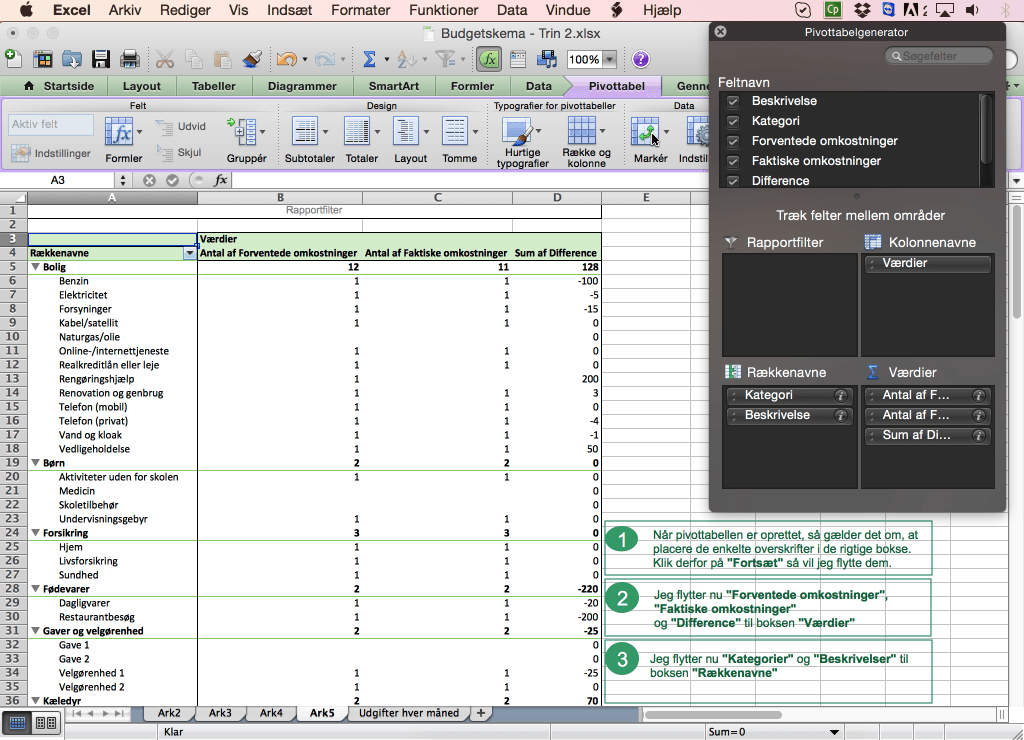 Excel Arkiv Rediger Vis Indsæt Formater Funktioner Data Vindue Hjælp
Budgetskema - Trin 2.xlsx
100%
Startside Layout Tabeller Diagrammer SmartArt Formler Data Pivottabel Genne
Felt Design Typografier for pivottabeller Data
Aktiv felt
Indstillinger
Formler
Udvid
Skjul
Gruppér
Subtotaler Totaler Layout Tomme
Hurtige typografier
Række og kolonne
Markér Indstil
A3 fx
A B C D E
1 Rapportfilter
2
3 Værdier
4 Rækkenavne Antal af Forventede omkostninger Antal af Faktiske omkostninger Sum af Difference
5 Bolig 12 11 128
6 Benzin 1 1 -100
7 Elektricitet 1 1 -5
8 Forsyninger 1 1 -15
9 Kabel/satellit 1 1 0
10 Naturgas/olie 0
11 Online-/internettjeneste 1 1 0
12 Realkreditlån eller leje 1 1 0
13 Rengøringshjælp 1 200
14 Renovation og genbrug 1 1 3
15 Telefon (mobil) 1 1 0
16 Telefon (privat) 1 1 -4
17 Vand og kloak 1 1 -1
18 Vedligeholdelse 1 1 50
19 Børn 2 2 0
20 Aktiviteter uden for skolen 1 1 0
21 Medicin 0
22 Skoletilbehør 0
23 Undervisningsgebyr 1 1 0
24 Forsikring 3 3 0
25 Hjem 1 1 0
26 Livsforsikring 1 1 0
27 Sundhed 1 1 0
28 Fødevarer 2 2 -220
29 Dagligvarer 1 1 -20
30 Restaurantbesøg 1 1 -200
31 Gaver og velgørenhed 2 2 -25
32 Gave 1 0
33 Gave 2 0
34 Velgørenhed 1 1 1 -25
35 Velgørenhed 2 1 1 0
36 Kæledyr 2 2 70
Pivottabelgenerator
Søgefelter
Feltnavn
Beskrivelse
Kategori
Forventede omkostninger
Faktiske omkostninger
Difference
Træk felter mellem områder
Rapportfilter Kolonnenavne
Værdier
Rækkenavne Værdier
Kategori Antal af F...
Beskrivelse Antal af F...
Sum af Di...
1 Når pivottabellen er oprettet, så gælder det om, at
placere de enkelte overskrifter i de rigtige bokse.
Klik derfor på "Fortsæt" så vil jeg flytte dem.
2 Jeg flytter nu "Forventede omkostninger",
"Faktiske omkostninger"
og "Difference" til boksen "Værdier"
3 Jeg flytter nu "Kategorier" og "Beskrivelser" til
boksen "Rækkenavne"
Ark2 Ark3 Ark4 Ark5 Udgifter hver måned +
Klar Sum=0